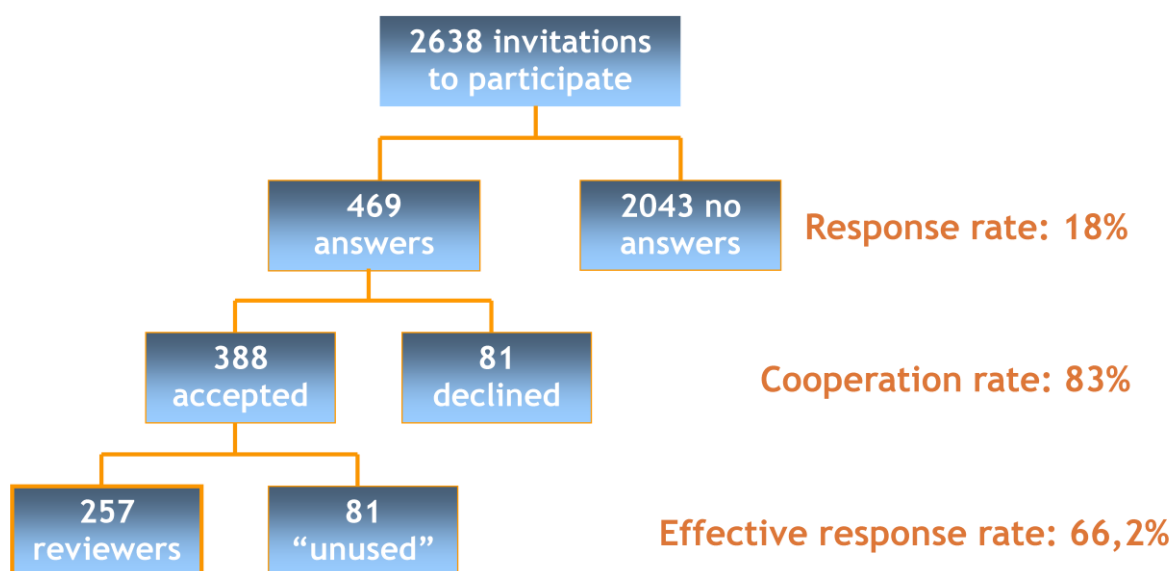 2638 invitations
to participate
469
answers
2043 no
answers
Response rate: 18%
388
accepted
81
declined
Cooperation rate: 83%
257
reviewers
81
“unused”
Effective response rate: 66,2%